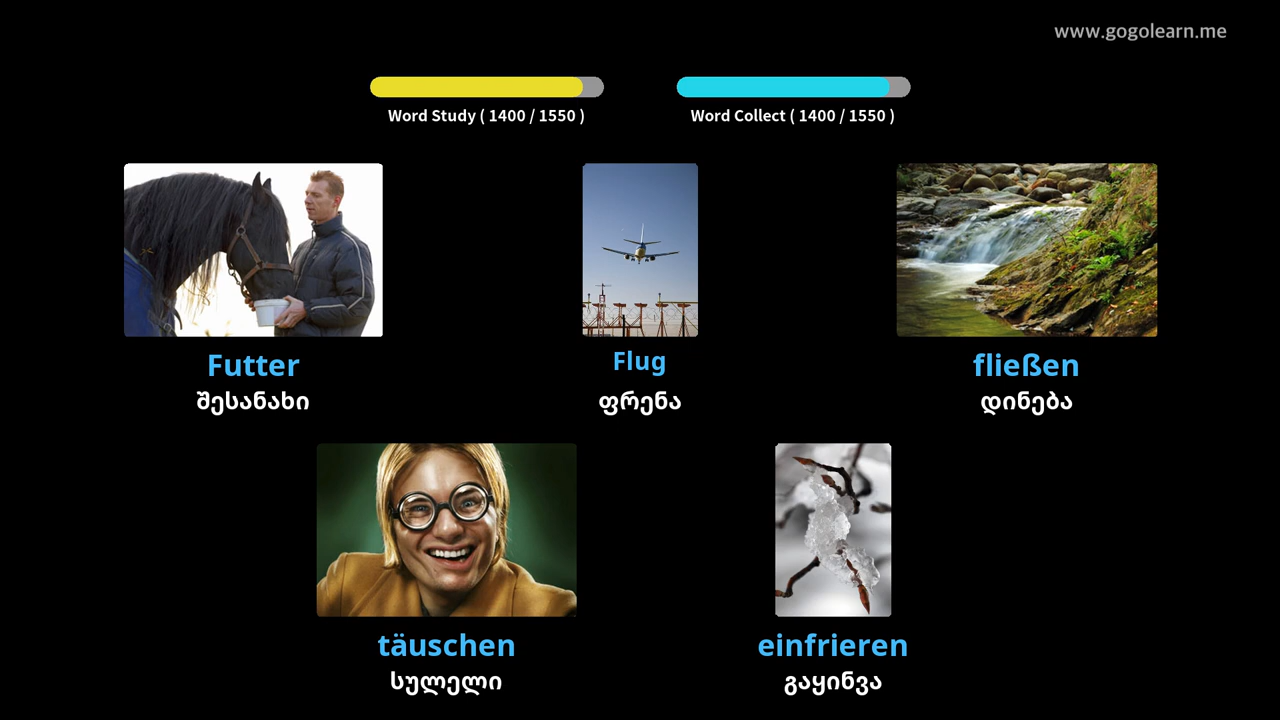 www.gogolearn.me
Word Study ( 1400 / 1550 )
Word Collect ( 1400 / 1550 )
Futter
შესანახი
Flug
ფრენა
fließen
დინება
täuschen
სულელი
einfrieren
გაყინვა